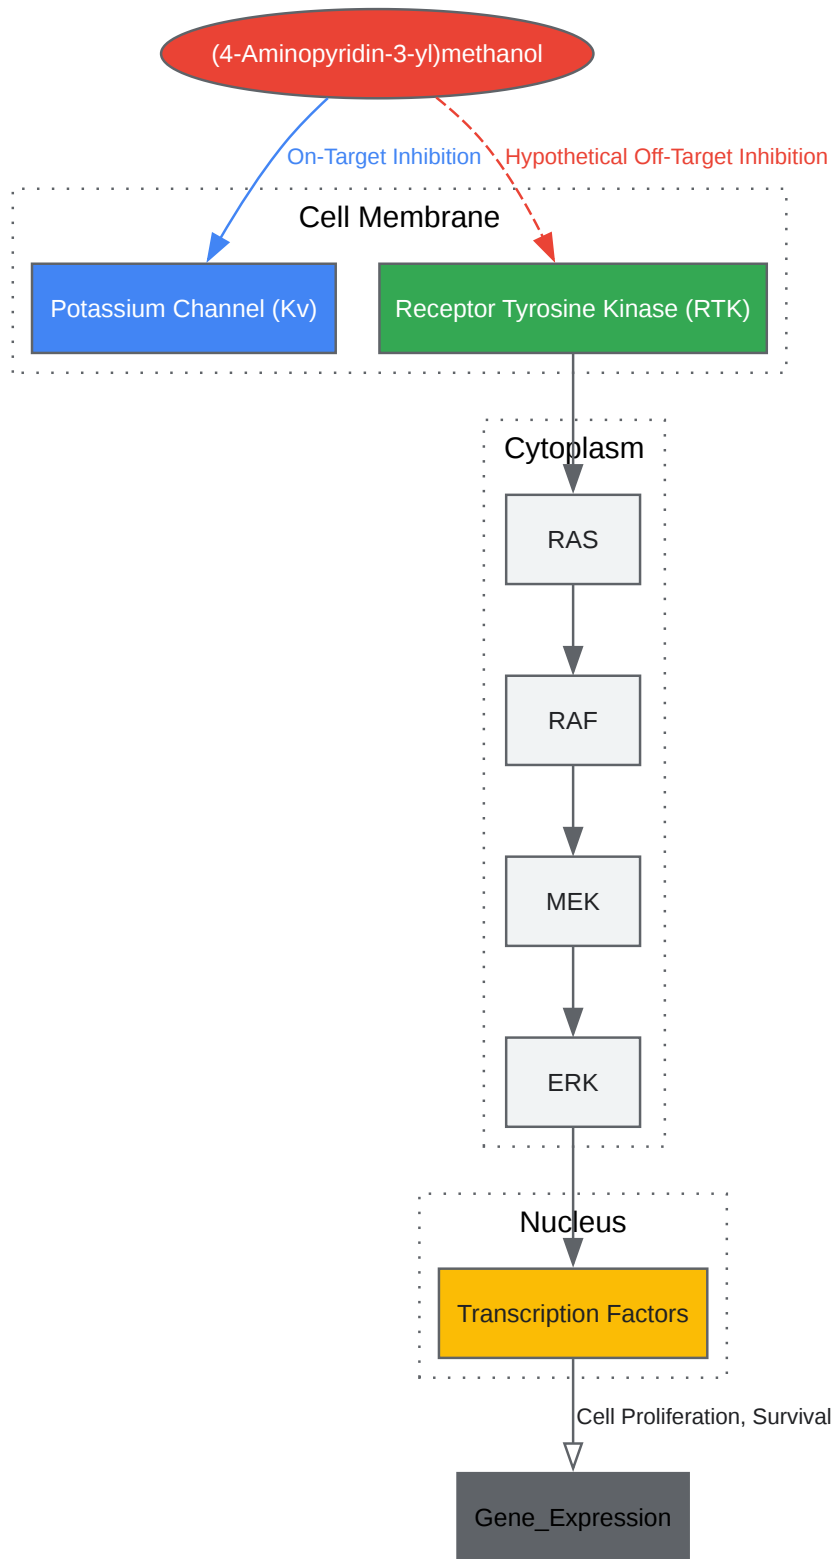 (4-Aminopyridin-3-yl)methanol
On-Target Inhibition
Hypothetical Off-Target Inhibition
Cell Membrane
Potassium Channel (Kv)
Receptor Tyrosine Kinase (RTK)
Cytoplasm
RAS
RAF
MEK
ERK
Nucleus
Transcription Factors
Cell Proliferation, Survival
Gene_Expression